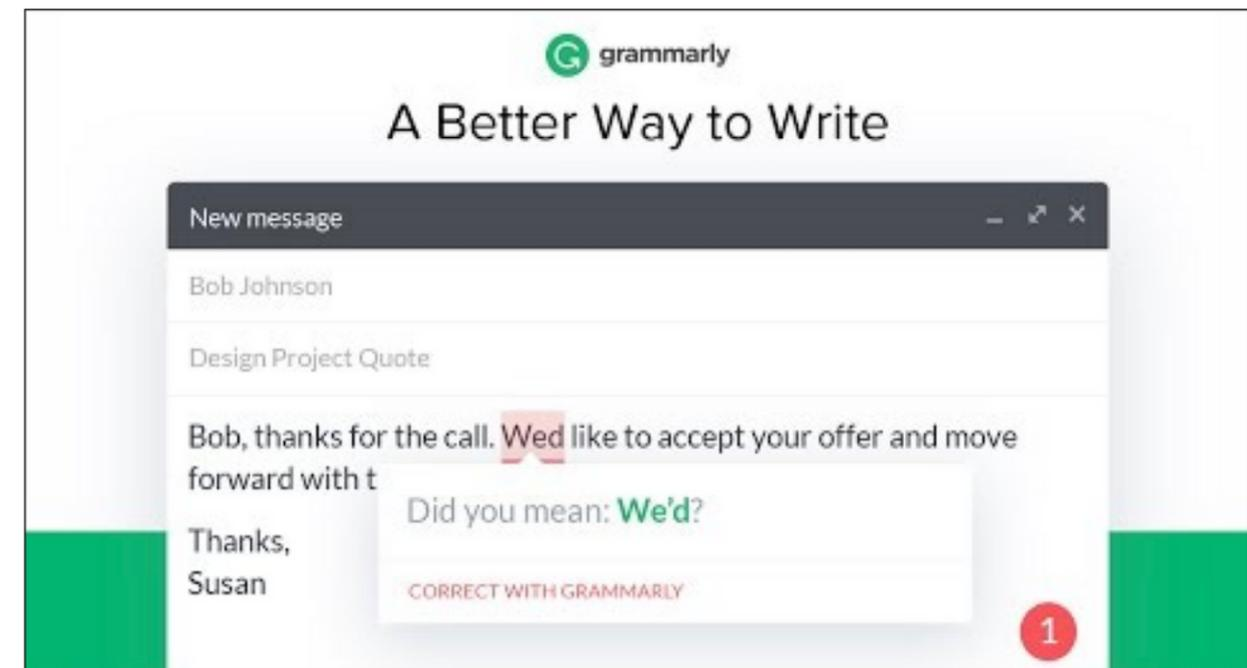 grammarly
A Better Way to Write
New message
Bob Johnson
Design Project Quote
Bob, thanks for the call. Wed like to accept your offer and move
forward with t
Did you mean: We'd?
Thanks,
Susan
CORRECT WITH GRAMMARLY
1